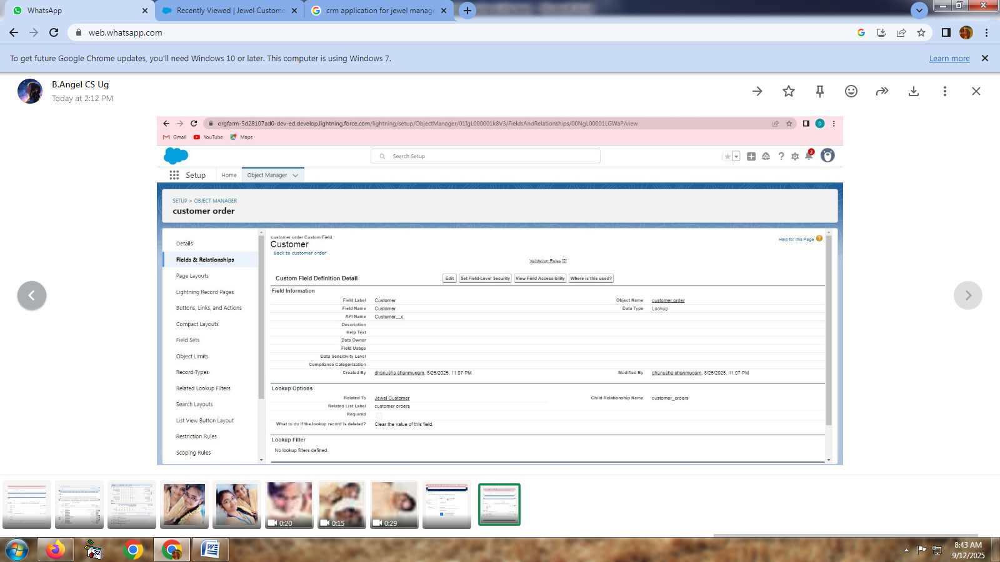 WhatsApp
Recently Viewed | Jewel Custome
crm application for jewel manage
web.whatsapp.com
To get future Google Chrome updates, you'll need Windows 10 or later. This computer is using Windows 7.
Learn more
B.Angel CS Ug
Today at 2:12 PM
orgfarm-5d28107ad0-dev-ed.develop.lightning.force.com/lightning/setup/ObjectManager/01IgL000001k8V3/FieldsAndRelationships/00NgL00001LGWaP/view
D
Gmail YouTube Maps
Search Setup
2
Setup Home Object Manager
SETUP > OBJECT MANAGER
customer order
Details
Fields & Relationships
Page Layouts
Lightning Record Pages
Buttons, Links, and Actions
Compact Layouts
Field Sets
Object Limits
Record Types
Related Lookup Filters
Search Layouts
List View Button Layout
Restriction Rules
Scoping Rules
customer order Custom Field
Customer
Back to customer order
Help for this Page
Validation Rules [0]
Custom Field Definition Detail Edit Set Field-Level Security View Field Accessibility Where is this used?
Field Information
Field Label Customer Object Name customer order
Field Name Customer Data Type Lookup
API Name Customer__c
Description
Help Text
Data Owner
Field Usage
Data Sensitivity Level
Compliance Categorization
Created By dhanusha shanmugam, 8/25/2025, 11:07 PM Modified By dhanusha shanmugam, 8/25/2025, 11:07 PM
Lookup Options
Related To Jewel Customer Child Relationship Name customer_orders
Related List Label customer orders
Required
What to do if the lookup record is deleted? Clear the value of this field.
Lookup Filter
No lookup filters defined.
0:20
0:15
0:29
8:43 AM
9/12/2025